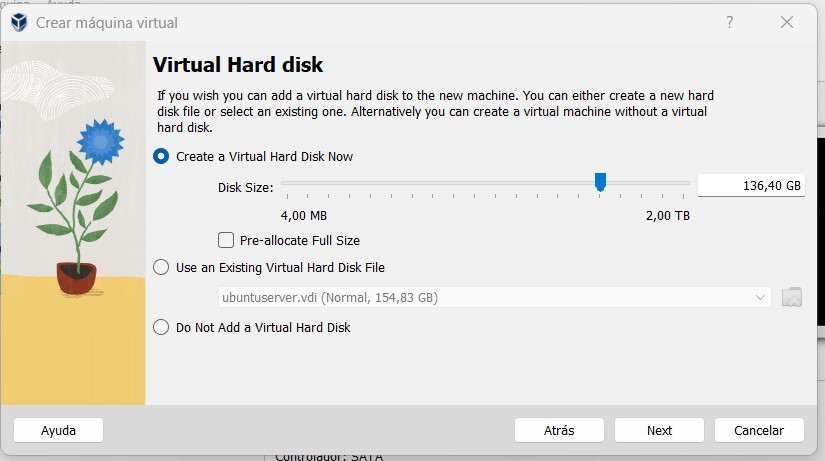 Crear máquina virtual
?
Virtual Hard disk
If you wish you can add a virtual hard disk to the new machine. You can either create a new hard
disk file or select an existing one. Alternatively you can create a virtual machine without a virtual
hard disk.
Create a Virtual Hard Disk Now
Disk Size:
136,40 GB
4,00 MB
2,00 TB
Pre-allocate Full Size
Use an Existing Virtual Hard Disk File
ubuntuserver.vdi (Normal, 154,83 GB)
Do Not Add a Virtual Hard Disk
Ayuda
Atrás
Next
Cancelar
Controlador: SATA